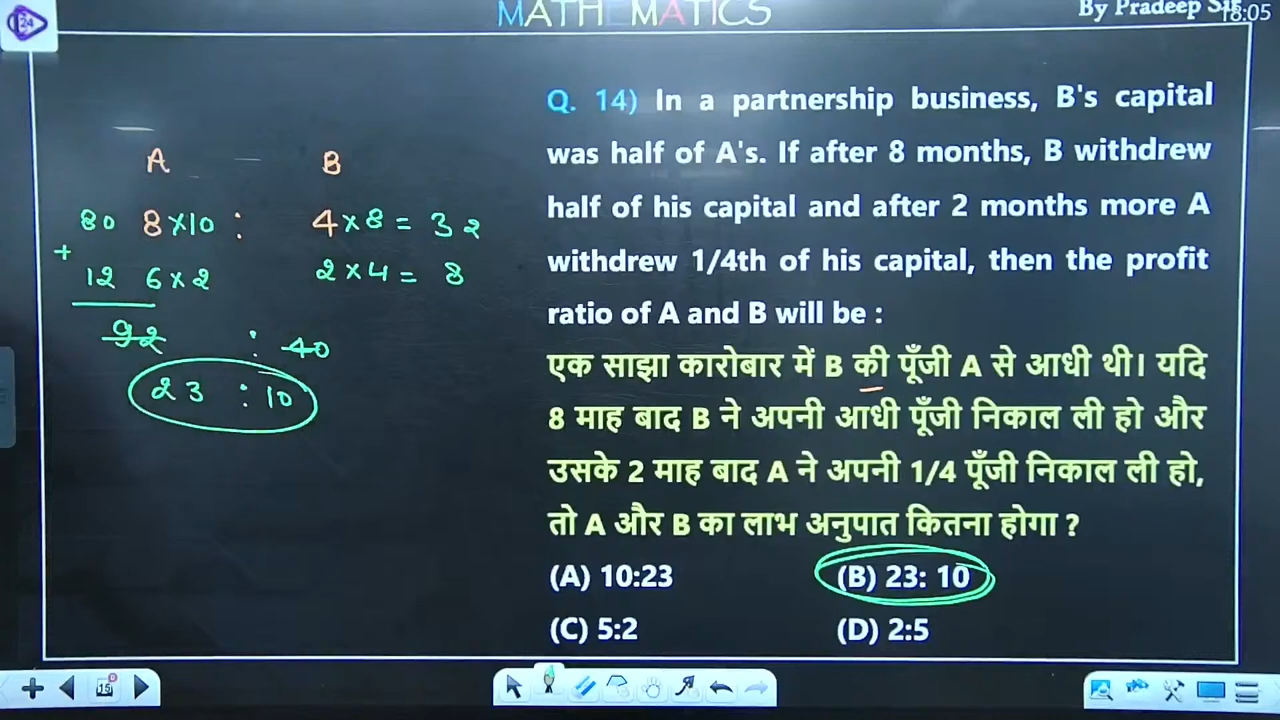 24
MATHEMATICS
By Pradeep Sir
18:05
A B
80 8×10 : 4×8 = 32
+
12 6×2 2×4 = 8
92 : 40
23 : 10
Q. 14) In a partnership business, B's capital
was half of A's. If after 8 months, B withdrew
half of his capital and after 2 months more A
withdrew 1/4th of his capital, then the profit
ratio of A and B will be :
एक साझा कारोबार में B की पूँजी A से आधी थी। यदि
8 माह बाद B ने अपनी आधी पूँजी निकाल ली हो और
उसके 2 माह बाद A ने अपनी 1/4 पूँजी निकाल ली हो,
तो A और B का लाभ अनुपात कितना होगा ?
(A) 10:23 (B) 23: 10
(C) 5:2 (D) 2:5
15